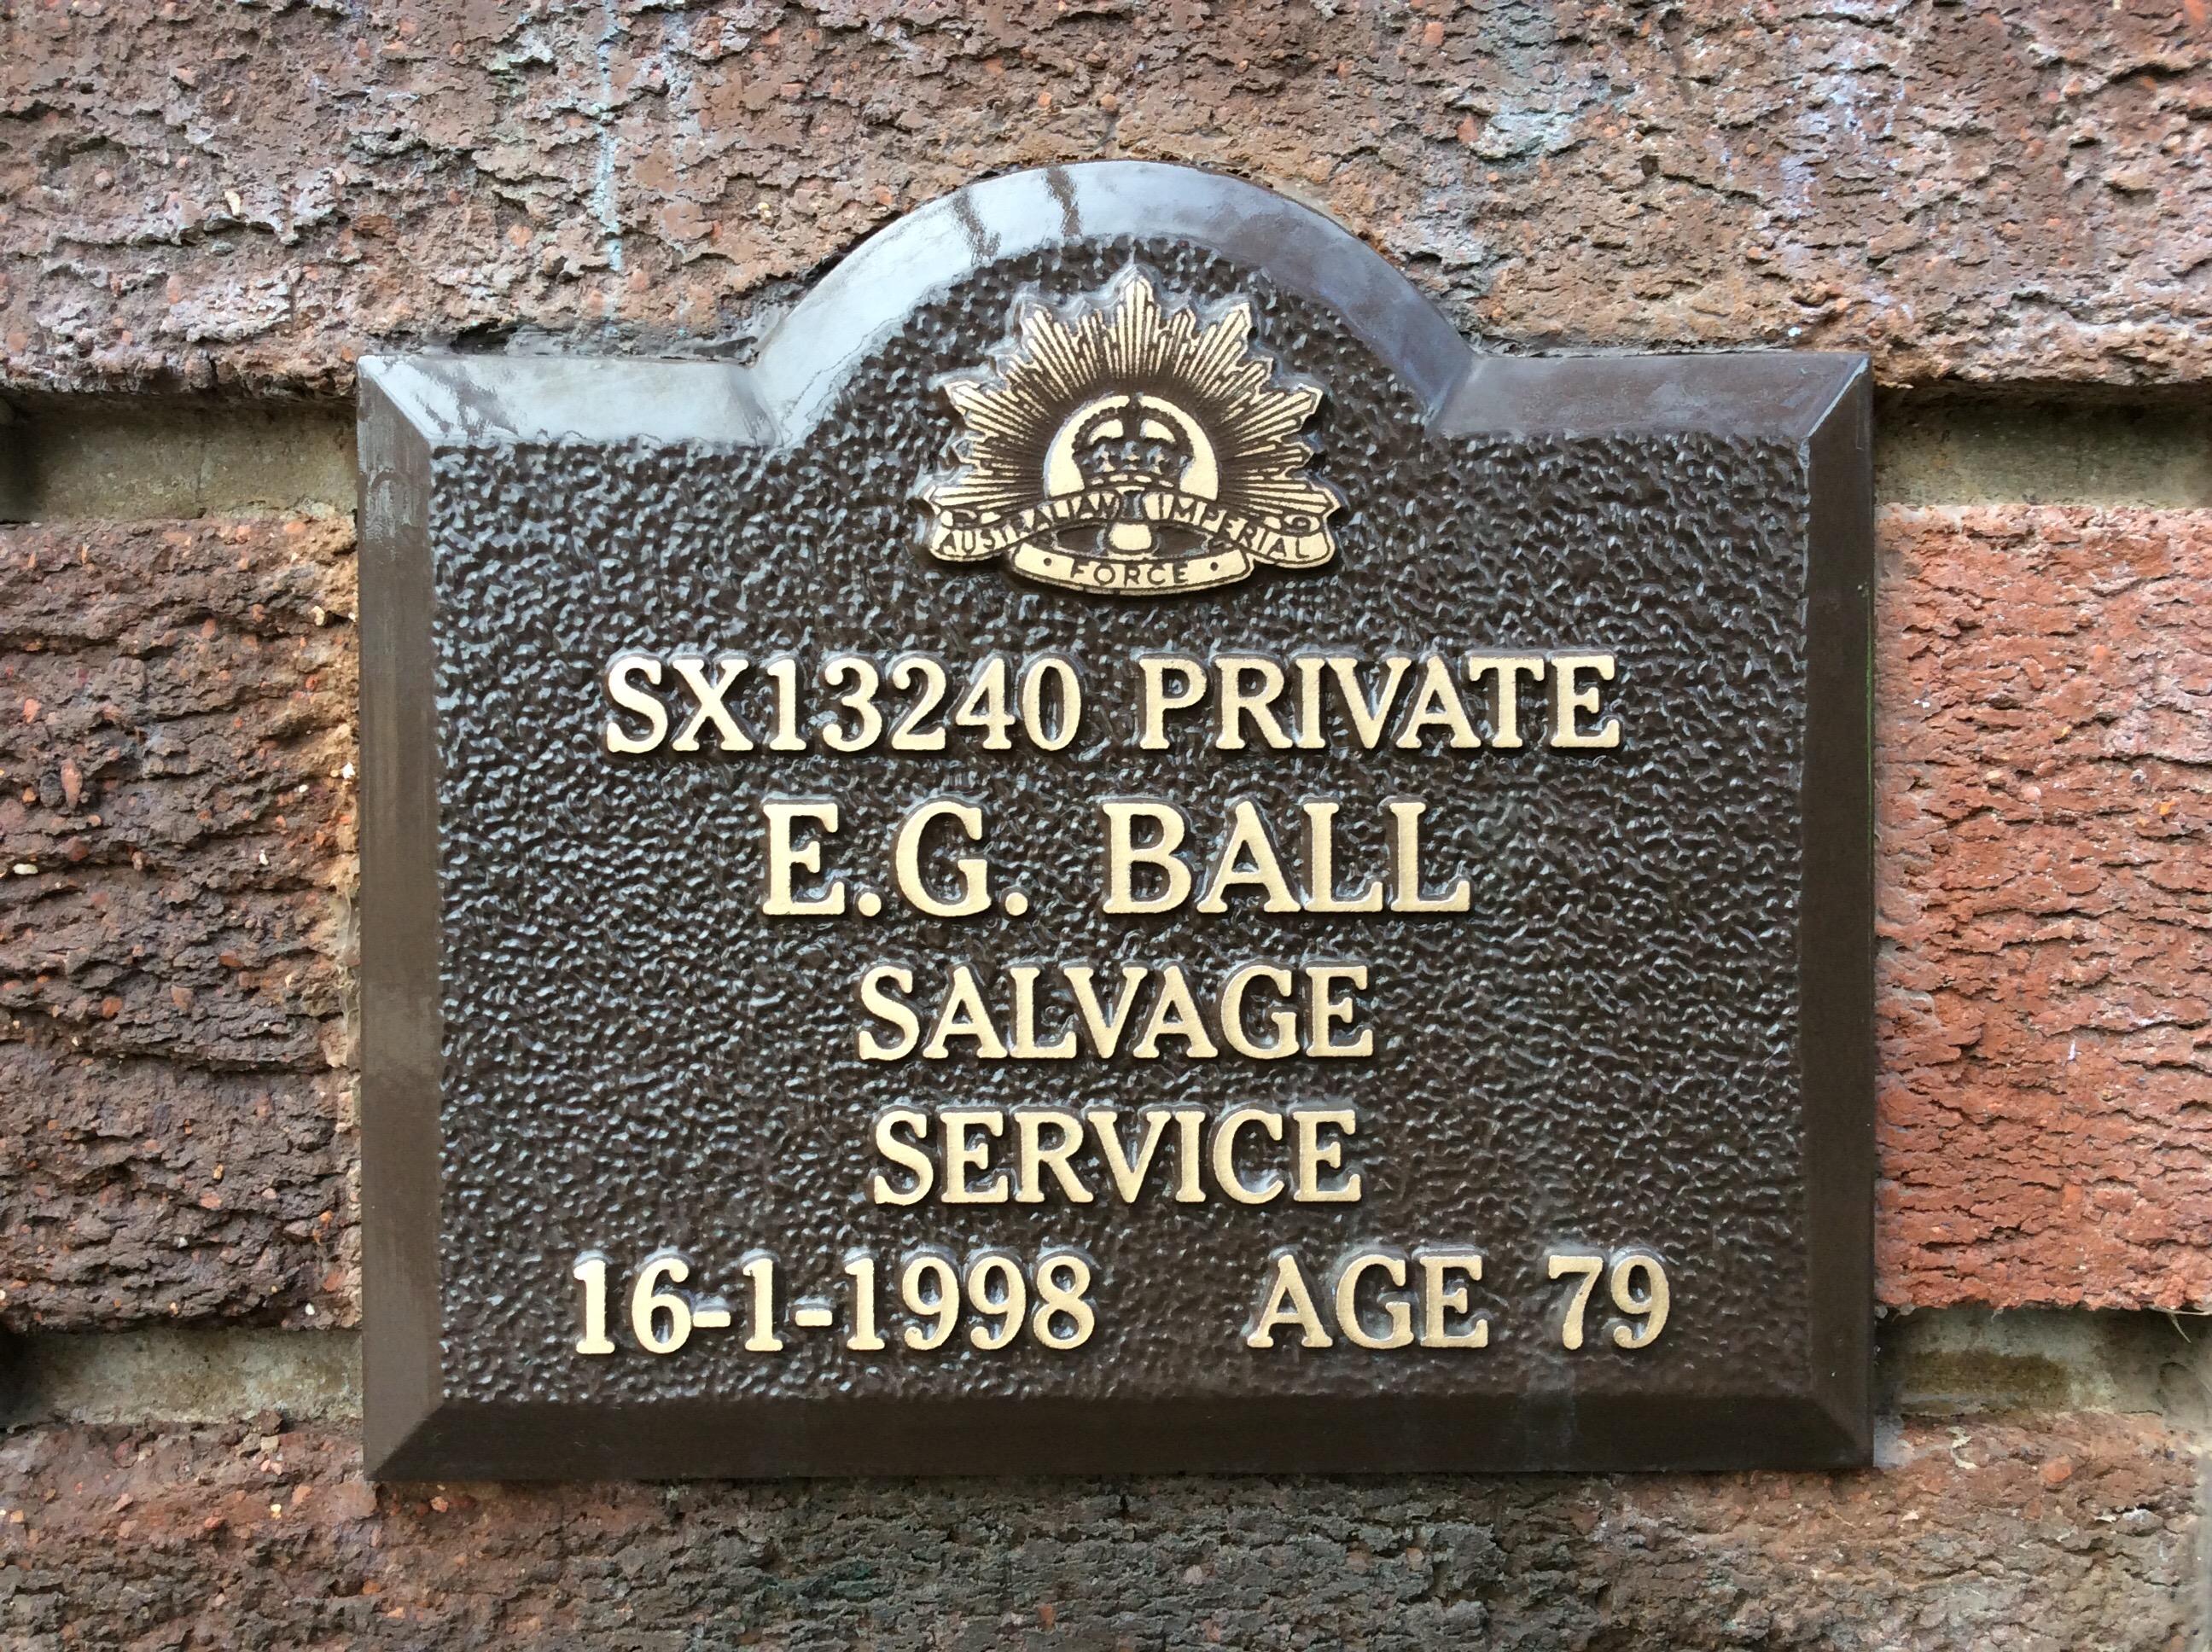 AUSTRALIAN IMPERIAL
· FORCE ·
SX13240 PRIVATE
E.G. BALL
SALVAGE
SERVICE
16-1-1998 AGE 79